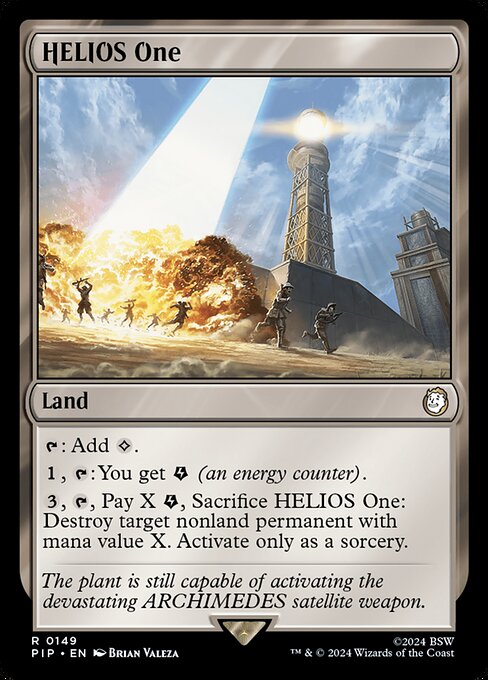 HELIOS One
Land
: Add .
1, :You get (an energy counter).
3, , Pay X , Sacrifice HELIOS One:
Destroy target nonland permanent with
mana value X. Activate only as a sorcery.
The plant is still capable of activating the
devastating ARCHIMEDES satellite weapon.
R 0149
PIP • EN BRIAN VALEZA
©2024 BSW
™ & © 2024 Wizards of the Coast